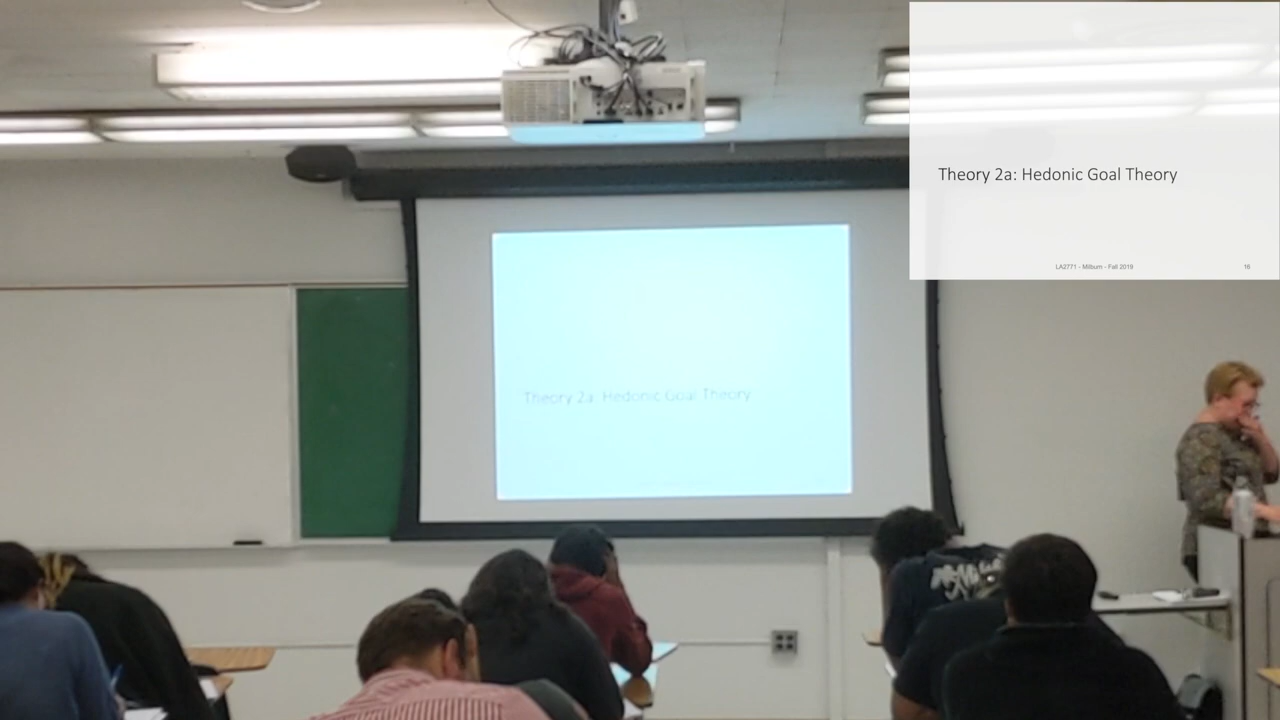 Theory 2a: Hedonic Goal Theory
LA2771 - Milburn - Fall 2019
16
Theory 2a: Hedonic Goal Theory